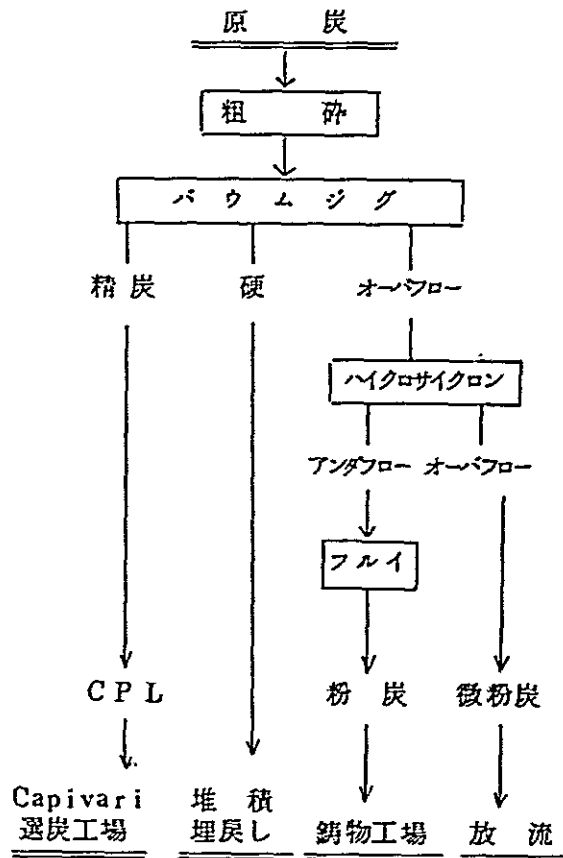 原　炭
粗　砕
バウムジグ
精炭　硬　オーバフロー
ハイクロサイクロン
アンダフロー　オーバフロー
フルイ
CPL　粉　炭　微粉炭
Capivari　堆　積
選炭工場　埋戻し　鋳物工場　放　流